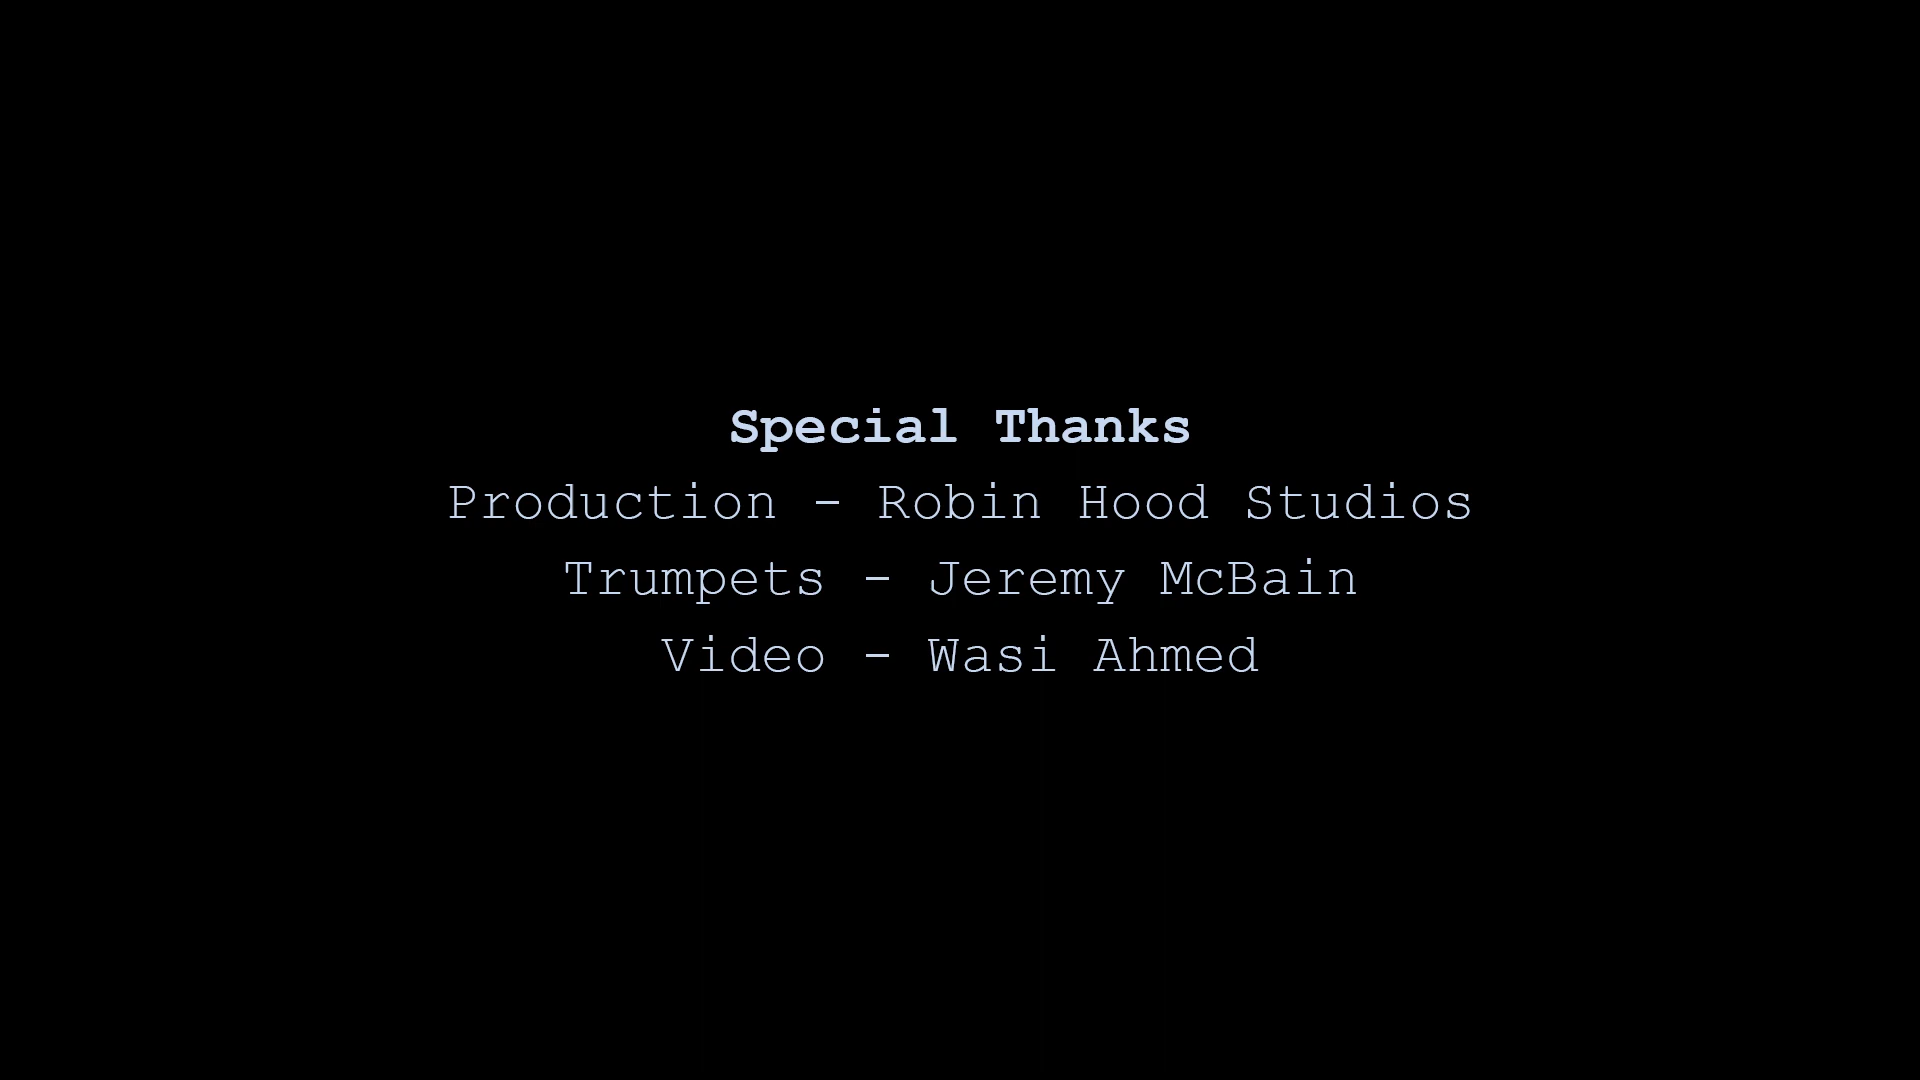 Special Thanks
Production - Robin Hood Studios
Trumpets - Jeremy McBain
Video - Wasi Ahmed